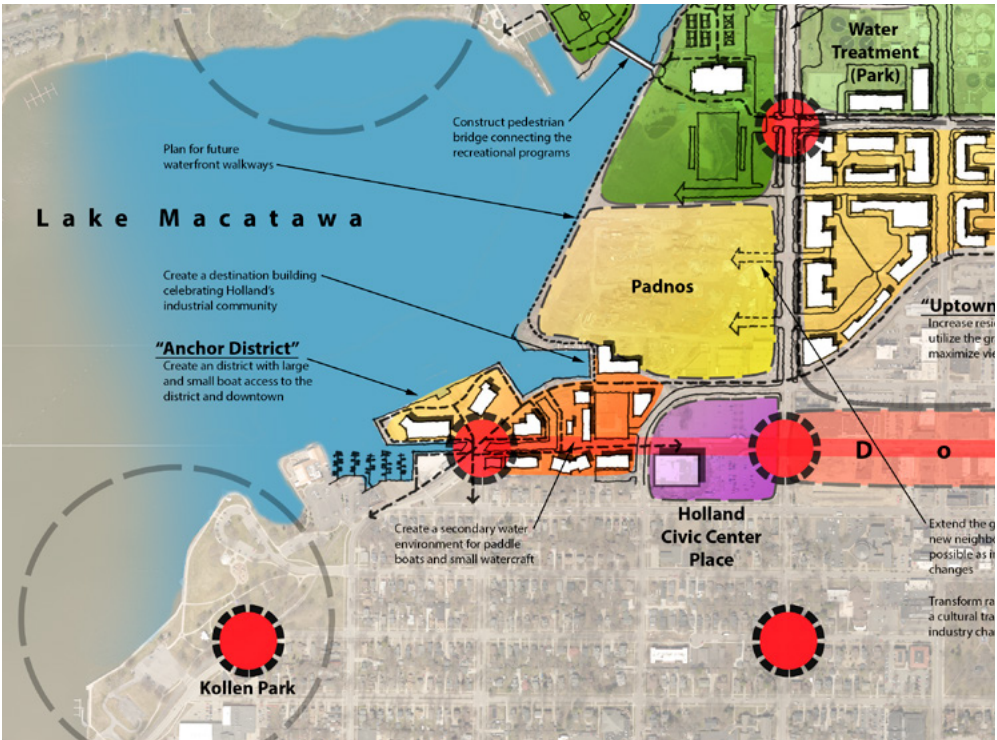 Water
Treatment
(Park)
Construct pedestrian
bridge connecting the
recreational programs
Plan for future
waterfront walkways
Lake Macatawa
Create a destination building
celebrating Holland's
industrial community
Padnos
"Uptown
Increase resi
utilize the gr
maximize vie
"Anchor District"
Create an district with large
and small boat access to the
district and downtown
D o
Holland
Civic Center
Place
Create a secondary water
environment for paddle
boats and small watercraft
Extend the g
new neighbo
possible as in
changes
Transform ra
a cultural tra
industry cha
Kollen Park